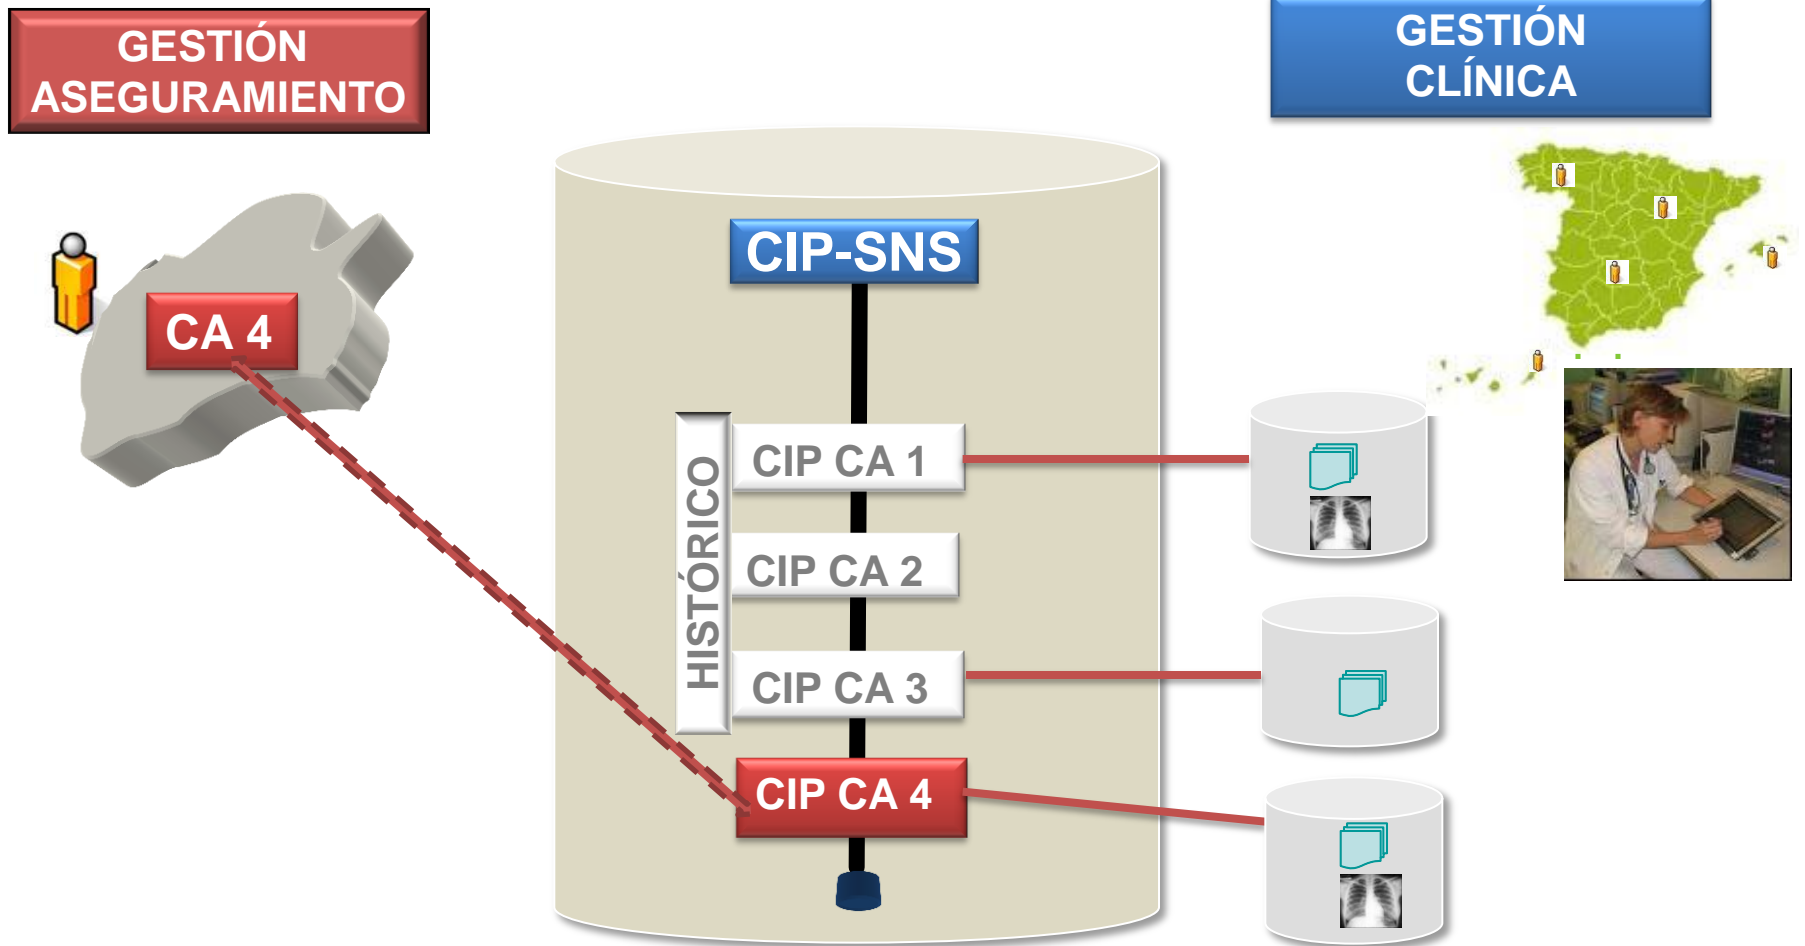 GESTIÓN
ASEGURAMIENTO
GESTIÓN
CLÍNICA
CIP-SNS
CA 4
HISTÓRICO
CIP CA 1
CIP CA 2
CIP CA 3
CIP CA 4